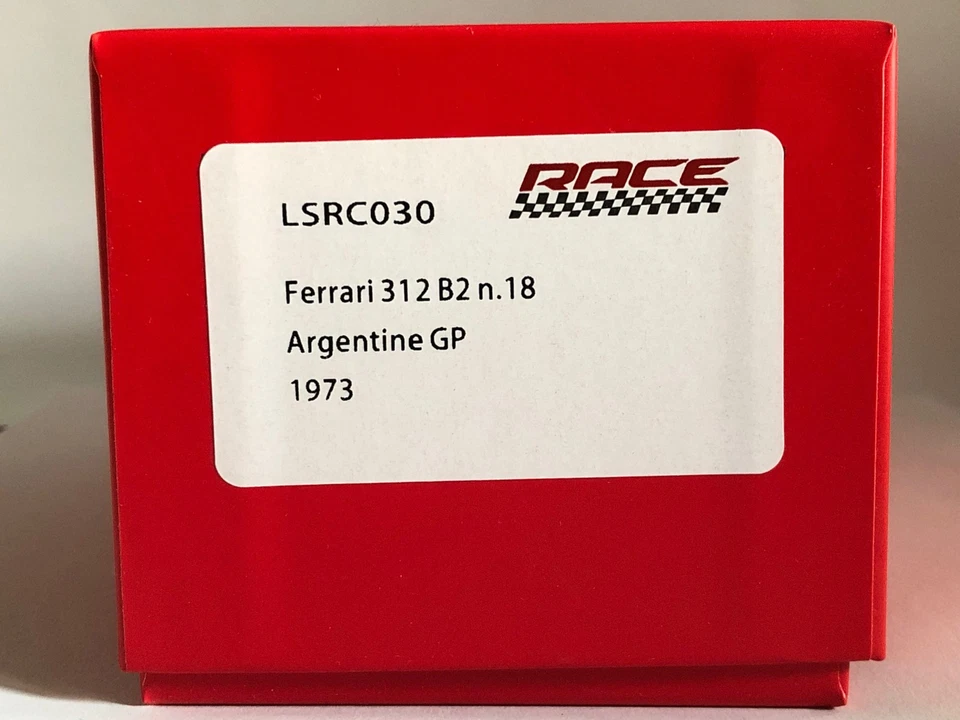 RACE
LSRC030
Ferrari 312 B2 n.18
Argentine GP
1973